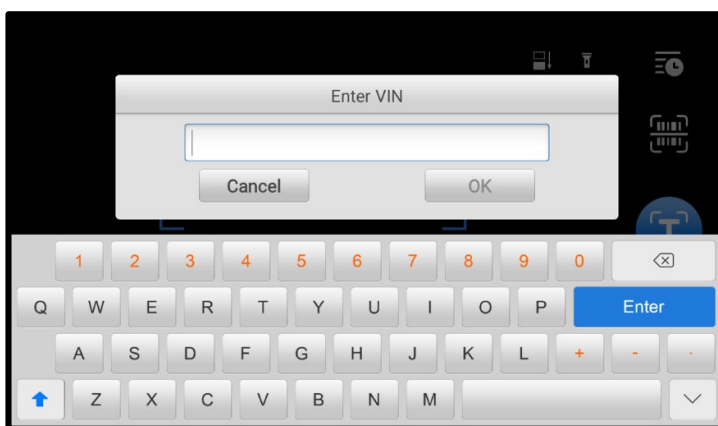 Enter VIN
Cancel OK
1 2 3 4 5 6 7 8 9 0
Q W E R T Y U I O P Enter
A S D F G H J K L + - .
Z X C V B N M
T